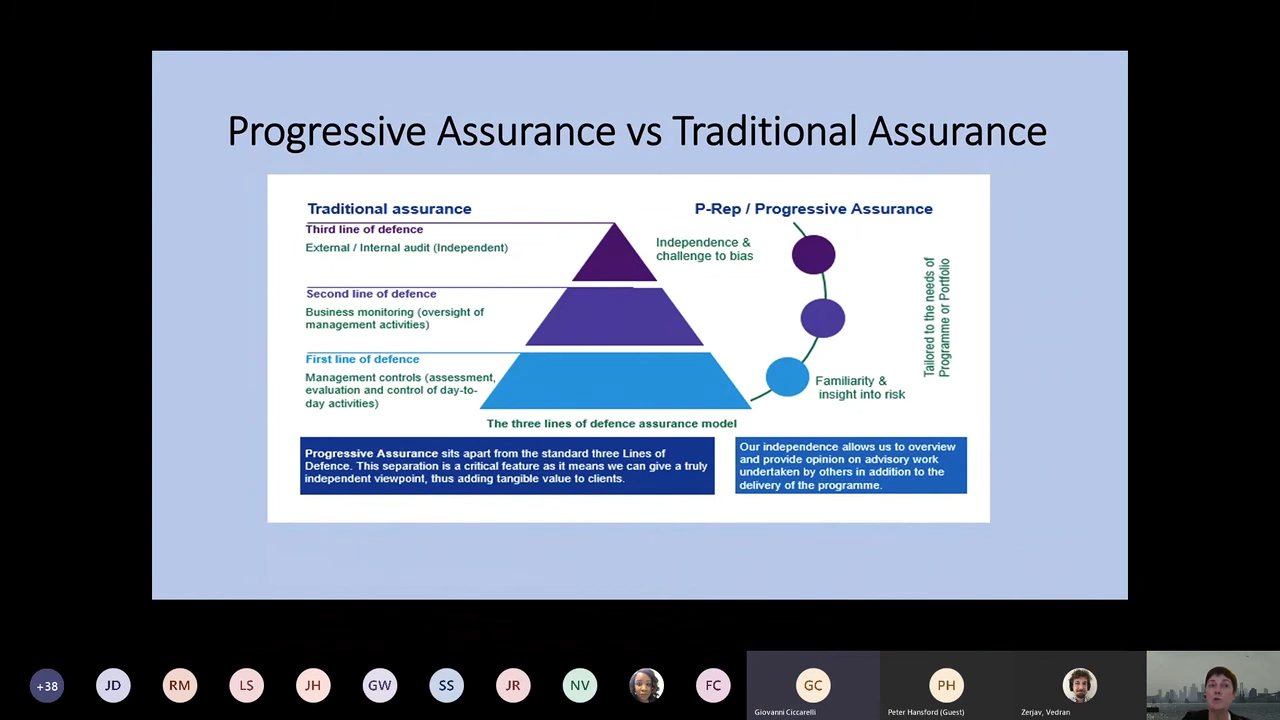 Progressive Assurance vs Traditional Assurance
Traditional assurance
Third line of defence
External / Internal audit (Independent)
Second line of defence
Business monitoring (oversight of
management activities)
First line of defence
Management controls (assessment,
evaluation and control of day-to-
day activities)
The three lines of defence assurance model
P-Rep / Progressive Assurance
Independence &
challenge to bias
Familiarity &
insight into risk
Tailored to the needs of
Programme or Portfolio
Progressive Assurance sits apart from the standard three Lines of
Defence. This separation is a critical feature as it means we can give a truly
independent viewpoint, thus adding tangible value to clients.
Our independence allows us to overview
and provide opinion on advisory work
undertaken by others in addition to the
delivery of the programme.
+38
JD
RM
LS
JH
GW
SS
JR
NV
FC
GC
Giovanni Ciccarelli
PH
Peter Hansford (Guest)
Zerjav, Vedran